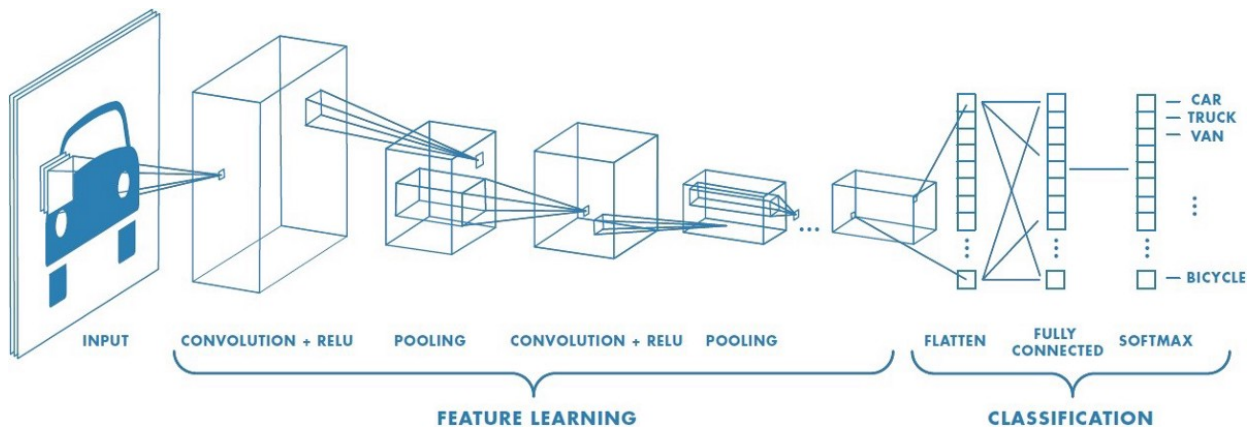 CAR
TRUCK
VAN
BICYCLE
INPUT
CONVOLUTION + RELU
POOLING
CONVOLUTION + RELU
POOLING
FLATTEN
FULLY
CONNECTED
SOFTMAX
FEATURE LEARNING
CLASSIFICATION